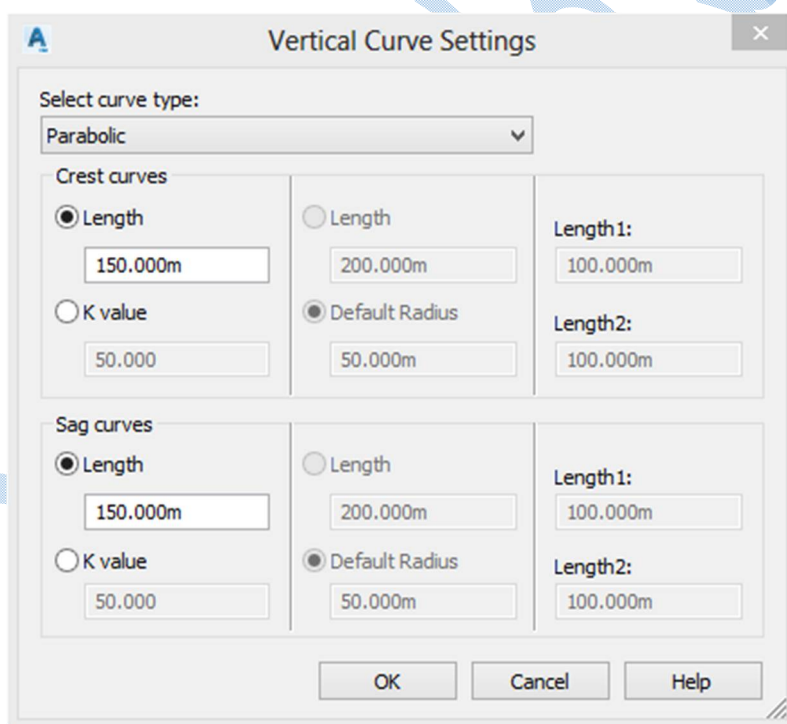 Vertical Curve Settings
Select curve type:
Parabolic
Crest curves
Length
150.000m
K value
50.000
Length
200.000m
Default Radius
50.000m
Length1:
100.000m
Length2:
100.000m
Sag curves
Length
150.000m
K value
50.000
Length
200.000m
Default Radius
50.000m
Length1:
100.000m
Length2:
100.000m
OK Cancel Help